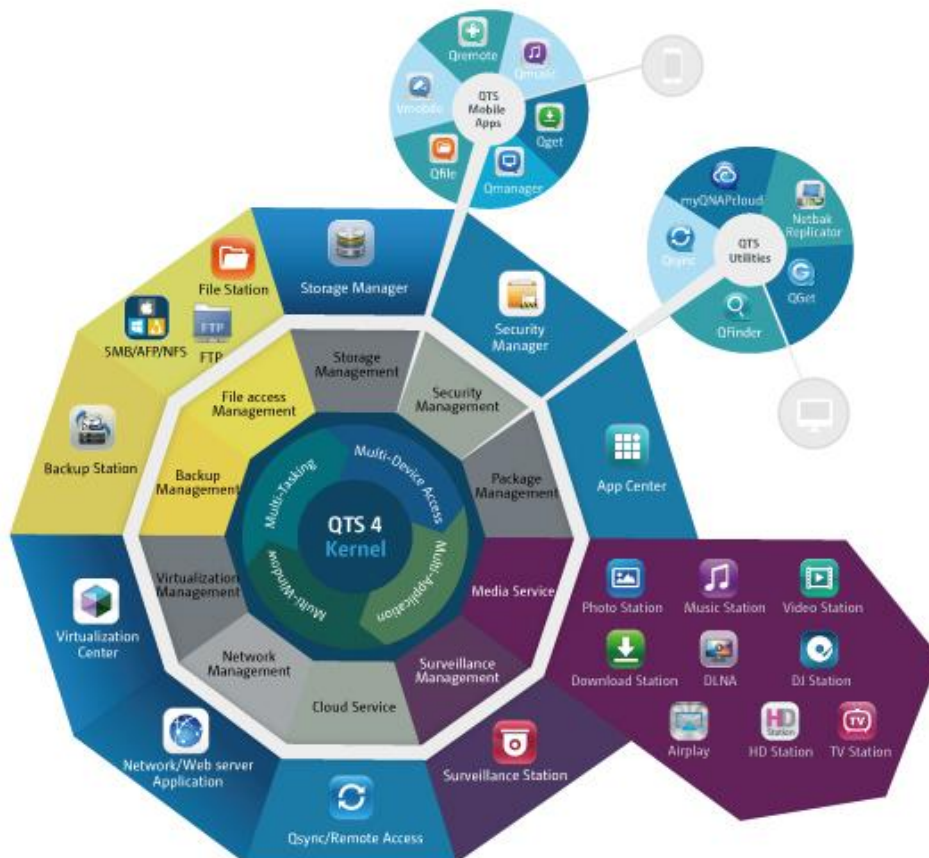 Qremote
Qmusic
Vmobile
QTS
Mobile
Apps
Qget
Qfile
Qmanager
myQNAPcloud
Netbak
Replicator
Qsync
QTS
Utilities
QGet
QFinder
File Station
Storage Manager
SMB/AFP/NFS
FTP
FTP
Security
Manager
Backup Station
App Center
Storage
Management
Security
Management
File access
Management
Backup
Management
Package
Management
Virtualization
Management
Media Service
Network
Management
Surveillance
Management
Cloud Service
Multi-Tasking
Multi-Device Access
Multi-Window
Multi-Application
QTS 4
Kernel
Virtualization
Center
Network/Web server
Application
Qsync/Remote Access
Surveillance Station
Photo Station
Music Station
Video Station
Download Station
DLNA
DJ Station
HD
Station
TV
Airplay
HD Station
TV Station